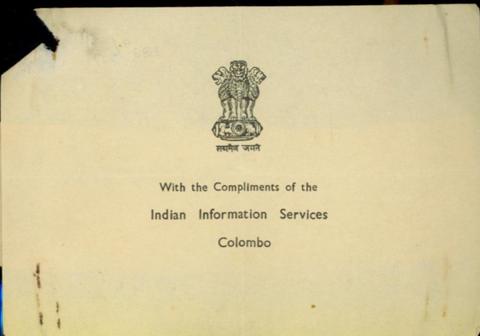 सत्यमेव जयते
With the Compliments of the
Indian Information Services
Colombo